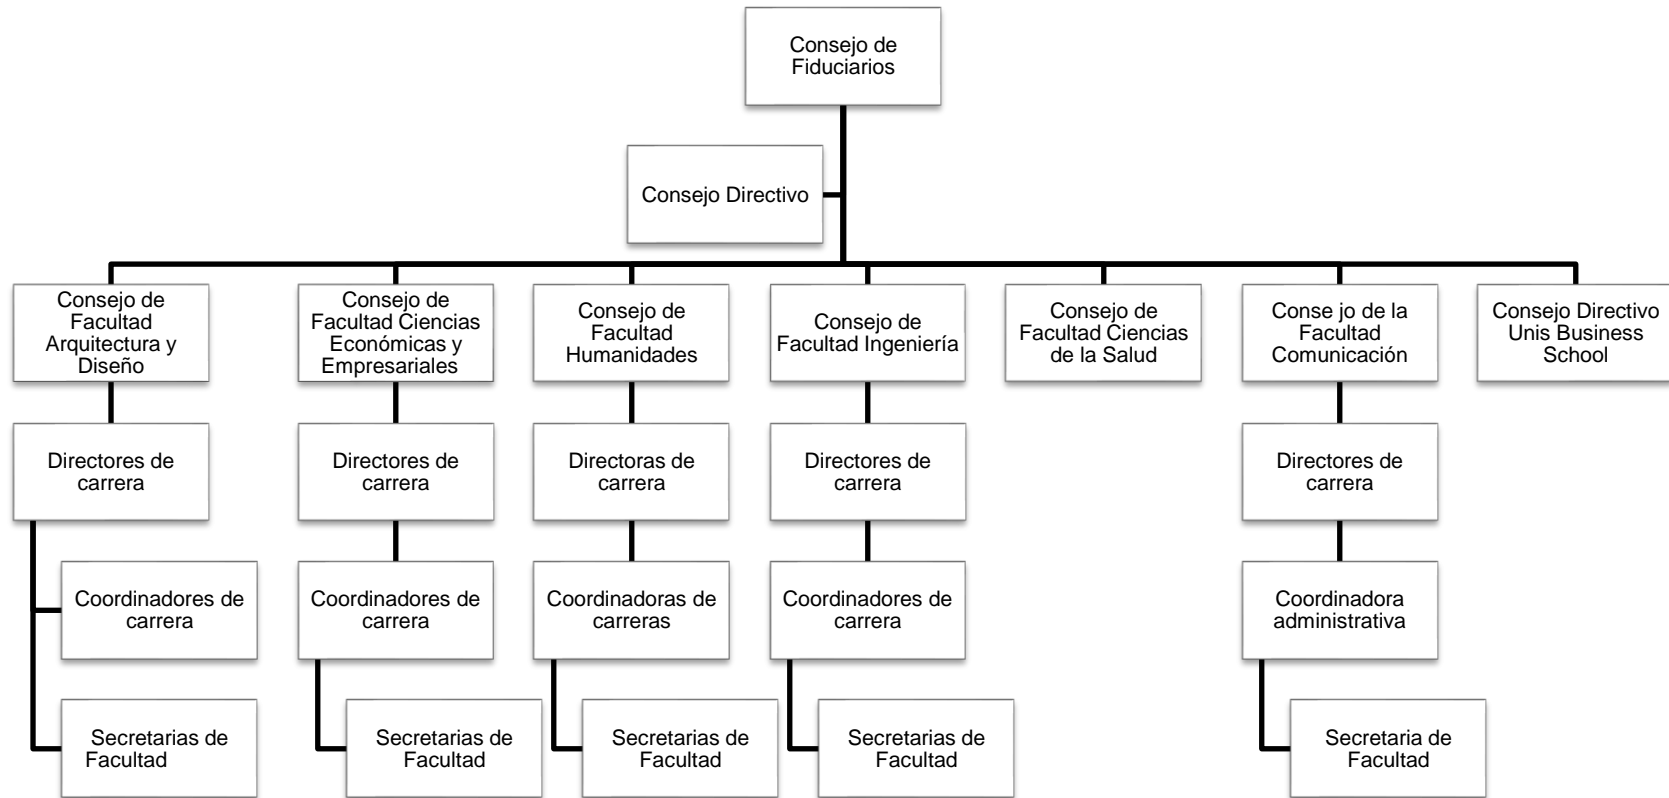 Consejo de
Fiduciarios
Consejo Directivo
Consejo de
Facultad
Arquitectura y
Diseño
Consejo de
Facultad Ciencias
Económicas y
Empresariales
Consejo de
Facultad
Humanidades
Consejo de
Facultad Ingeniería
Consejo de
Facultad Ciencias
de la Salud
Conse jo de la
Facultad
Comunicación
Consejo Directivo
Unis Business
School
Directores de
carrera
Directores de
carrera
Directoras de
carrera
Directores de
carrera
Directores de
carrera
Coordinadores de
carrera
Coordinadores de
carrera
Coordinadoras de
carreras
Coordinadores de
carrera
Coordinadora
administrativa
Secretarias de
Facultad
Secretarias de
Facultad
Secretarias de
Facultad
Secretarias de
Facultad
Secretaria de
Facultad